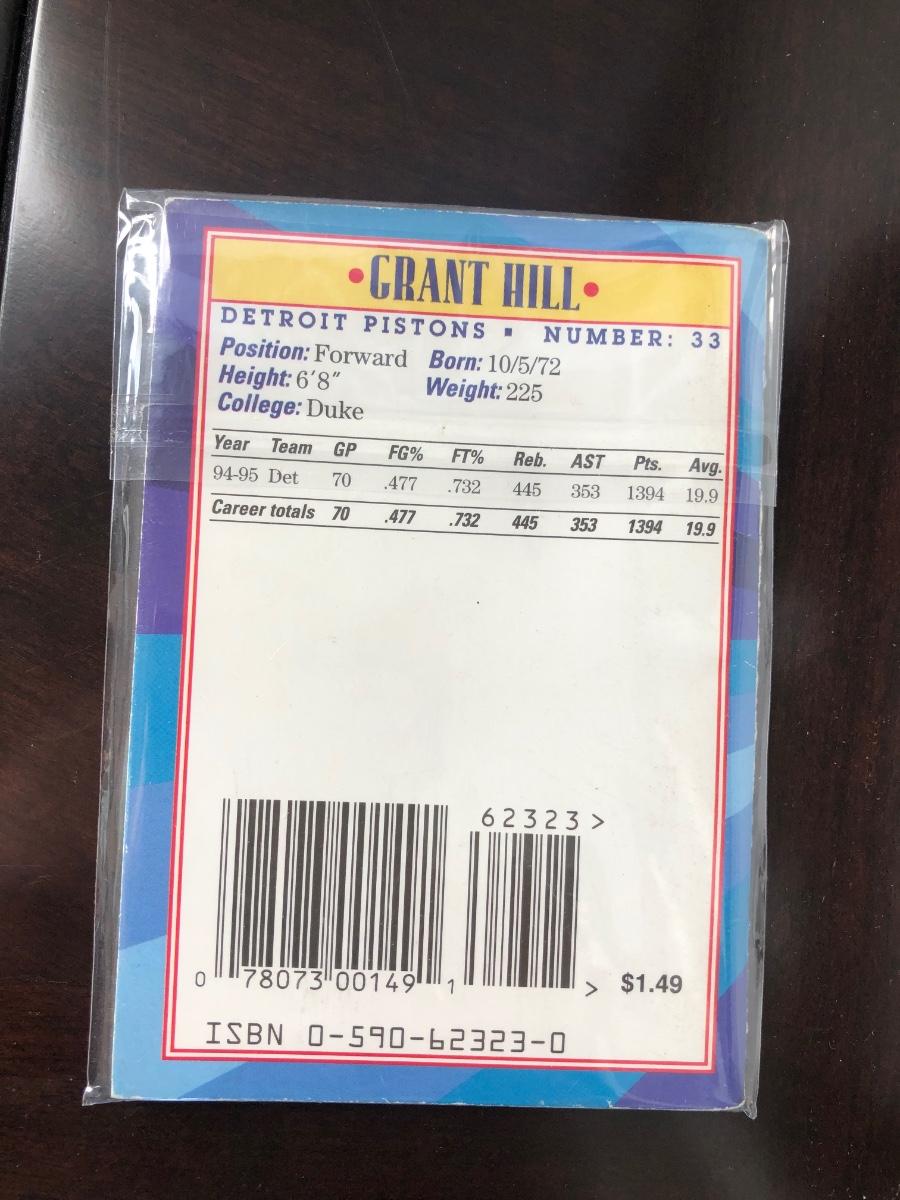 •GRANT HILL•
DETROIT PISTONS ▪ NUMBER: 33
Position: Forward Born: 10/5/72
Height: 6'8" Weight: 225
College: Duke
Year Team GP FG% FT% Reb. AST Pts. Avg.
94-95 Det 70 .477 .732 445 353 1394 19.9
Career totals 70 .477 .732 445 353 1394 19.9
62323>
0 78073 00149 1 > $1.49
ISBN 0-590-62323-0